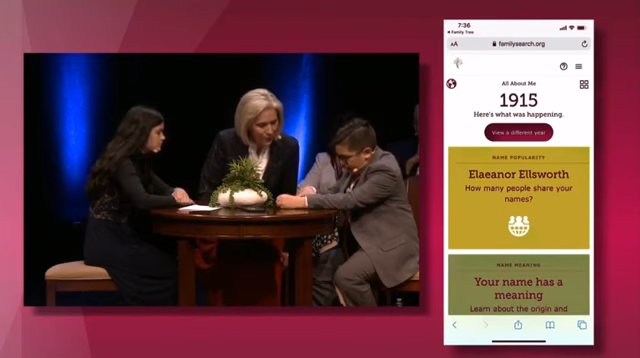 7:36
Family Tree
AA
familysearch.org
All About Me
1915
Here's what was happening.
View a different year
NAME POPULARITY
Elaeanor Ellsworth
How many people share your
names?
NAME MEANING
Your name has a
meaning
Learn about the origin and